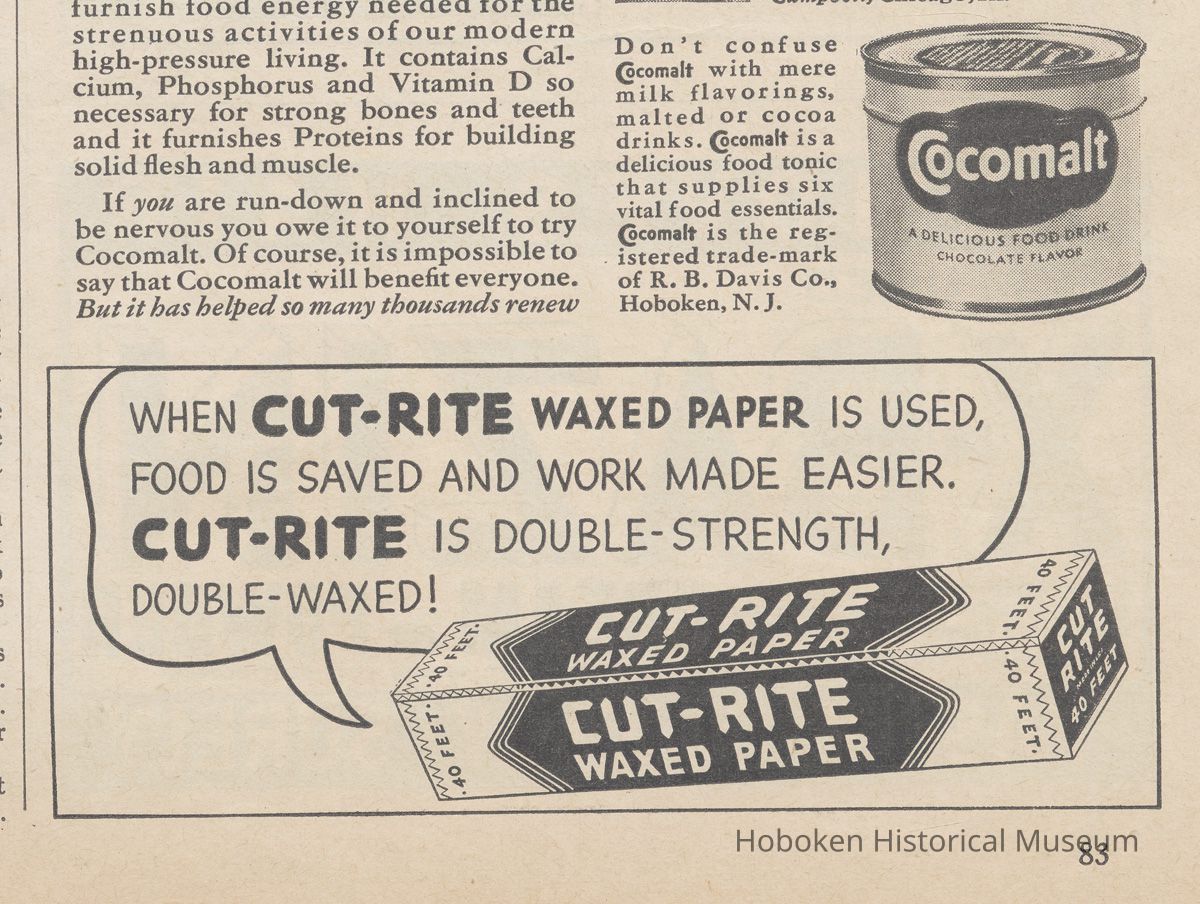 furnish food energy needed for the
strenuous activities of our modern
high-pressure living. It contains Cal-
cium, Phosphorus and Vitamin D so
necessary for strong bones and teeth
and it furnishes Proteins for building
solid flesh and muscle.
If you are run-down and inclined to
be nervous you owe it to yourself to try
Cocomalt. Of course, it is impossible to
say that Cocomalt will benefit everyone.
But it has helped so many thousands renew
Don't confuse
Cocomalt with mere
milk flavorings,
malted or cocoa
drinks. Cocomalt is a
delicious food tonic
that supplies six
vital food essentials.
Cocomalt is the reg-
istered trade-mark
of R. B. Davis Co.,
Hoboken, N. J.
Cocomalt
A DELICIOUS FOOD DRINK
CHOCOLATE FLAVOR
WHEN CUT-RITE WAXED PAPER IS USED,
FOOD IS SAVED AND WORK MADE EASIER.
CUT-RITE IS DOUBLE-STRENGTH,
DOUBLE-WAXED!
40 FEET.
CUT-RITE
WAXED PAPER
40 FEET.
.40 FEET.
CUT-RITE
WAXED PAPER
.40 FEET.
CUT
RITE
40 FEET
Hoboken Historical Museum
83